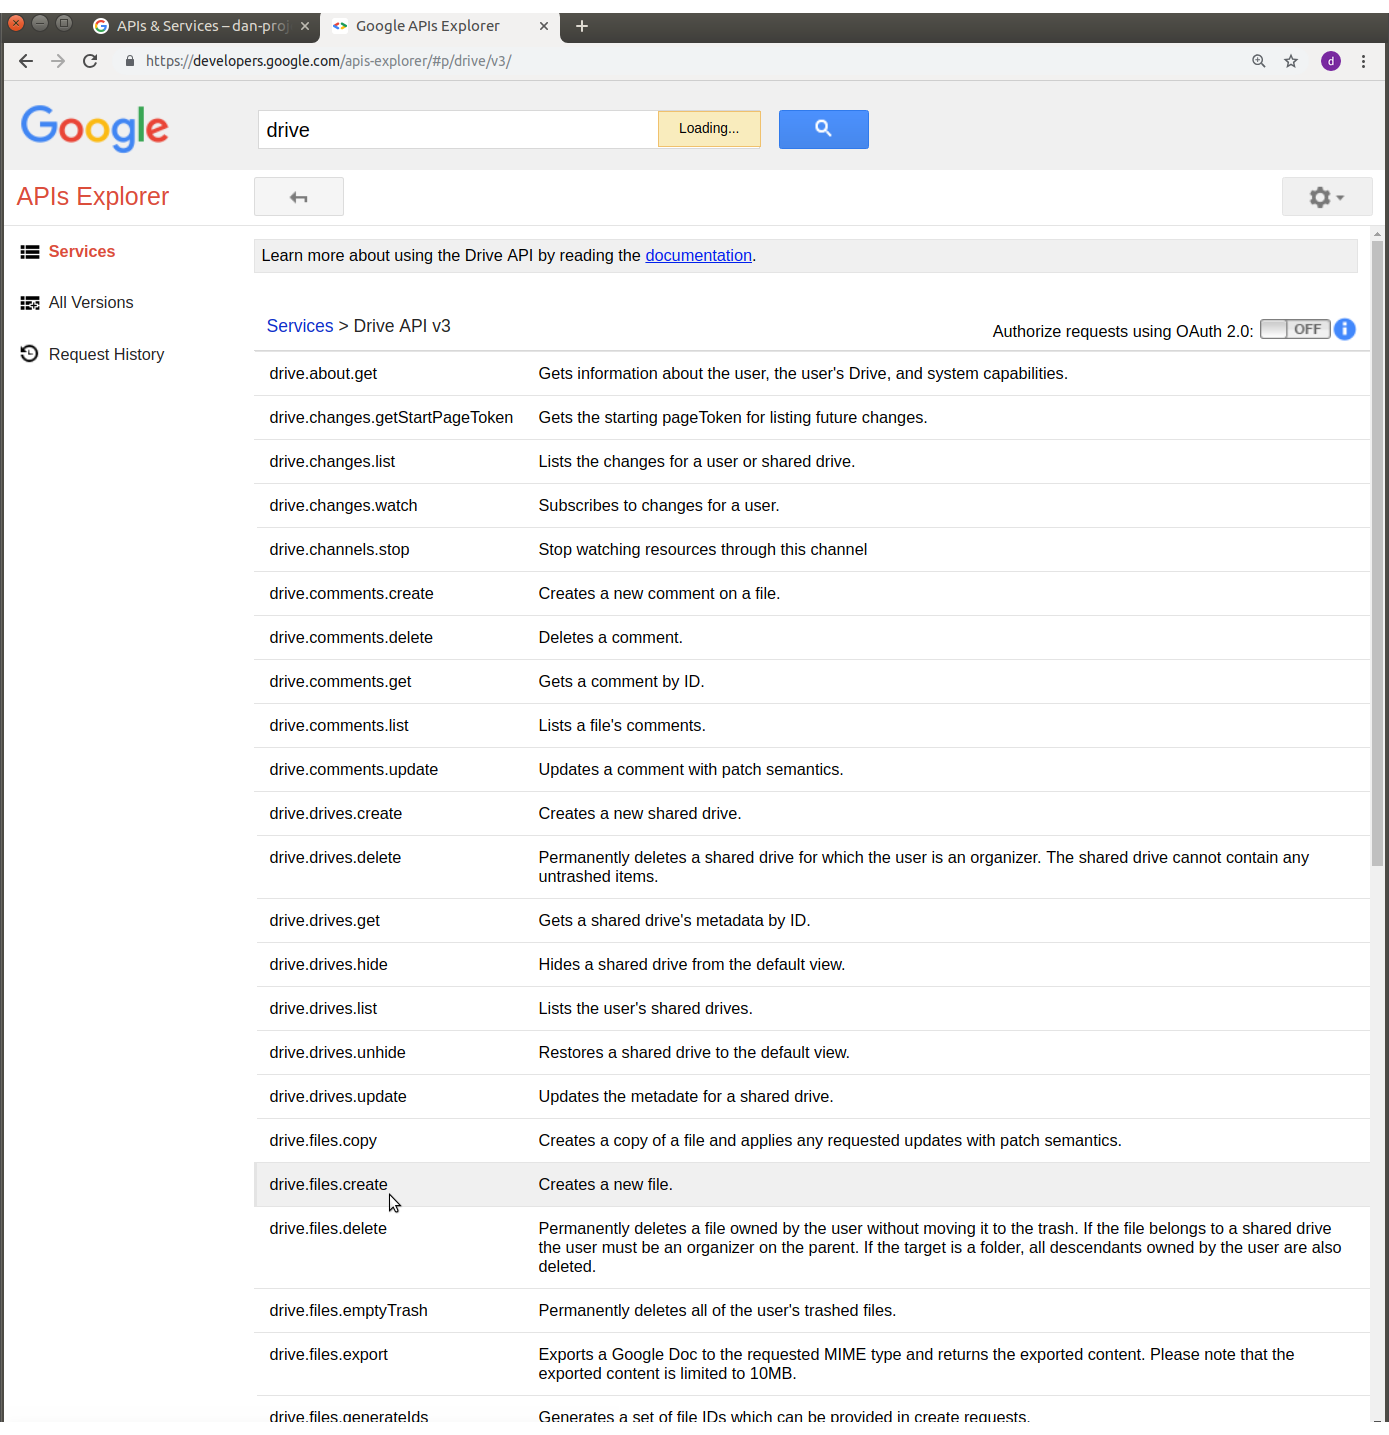 APIs & Services – dan-proj
Google APIs Explorer
https://developers.google.com/apis-explorer/#p/drive/v3/
d
Google
drive
Loading...
APIs Explorer
Services
All Versions
Request History
Learn more about using the Drive API by reading the documentation.
Services > Drive API v3
Authorize requests using OAuth 2.0: OFF i
drive.about.get Gets information about the user, the user's Drive, and system capabilities.
drive.changes.getStartPageToken Gets the starting pageToken for listing future changes.
drive.changes.list Lists the changes for a user or shared drive.
drive.changes.watch Subscribes to changes for a user.
drive.channels.stop Stop watching resources through this channel
drive.comments.create Creates a new comment on a file.
drive.comments.delete Deletes a comment.
drive.comments.get Gets a comment by ID.
drive.comments.list Lists a file's comments.
drive.comments.update Updates a comment with patch semantics.
drive.drives.create Creates a new shared drive.
drive.drives.delete Permanently deletes a shared drive for which the user is an organizer. The shared drive cannot contain any
untrashed items.
drive.drives.get Gets a shared drive's metadata by ID.
drive.drives.hide Hides a shared drive from the default view.
drive.drives.list Lists the user's shared drives.
drive.drives.unhide Restores a shared drive to the default view.
drive.drives.update Updates the metadate for a shared drive.
drive.files.copy Creates a copy of a file and applies any requested updates with patch semantics.
drive.files.create Creates a new file.
drive.files.delete Permanently deletes a file owned by the user without moving it to the trash. If the file belongs to a shared drive
the user must be an organizer on the parent. If the target is a folder, all descendants owned by the user are also
deleted.
drive.files.emptyTrash Permanently deletes all of the user's trashed files.
drive.files.export Exports a Google Doc to the requested MIME type and returns the exported content. Please note that the
exported content is limited to 10MB.
drive.files.generateIds Generates a set of file IDs which can be provided in create requests.